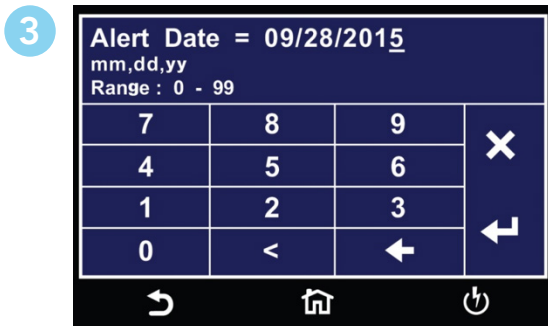 3
Alert Date = 09/28/2015
mm,dd,yy
Range : 0 - 99
7 8 9
4 5 6
1 2 3
0 <